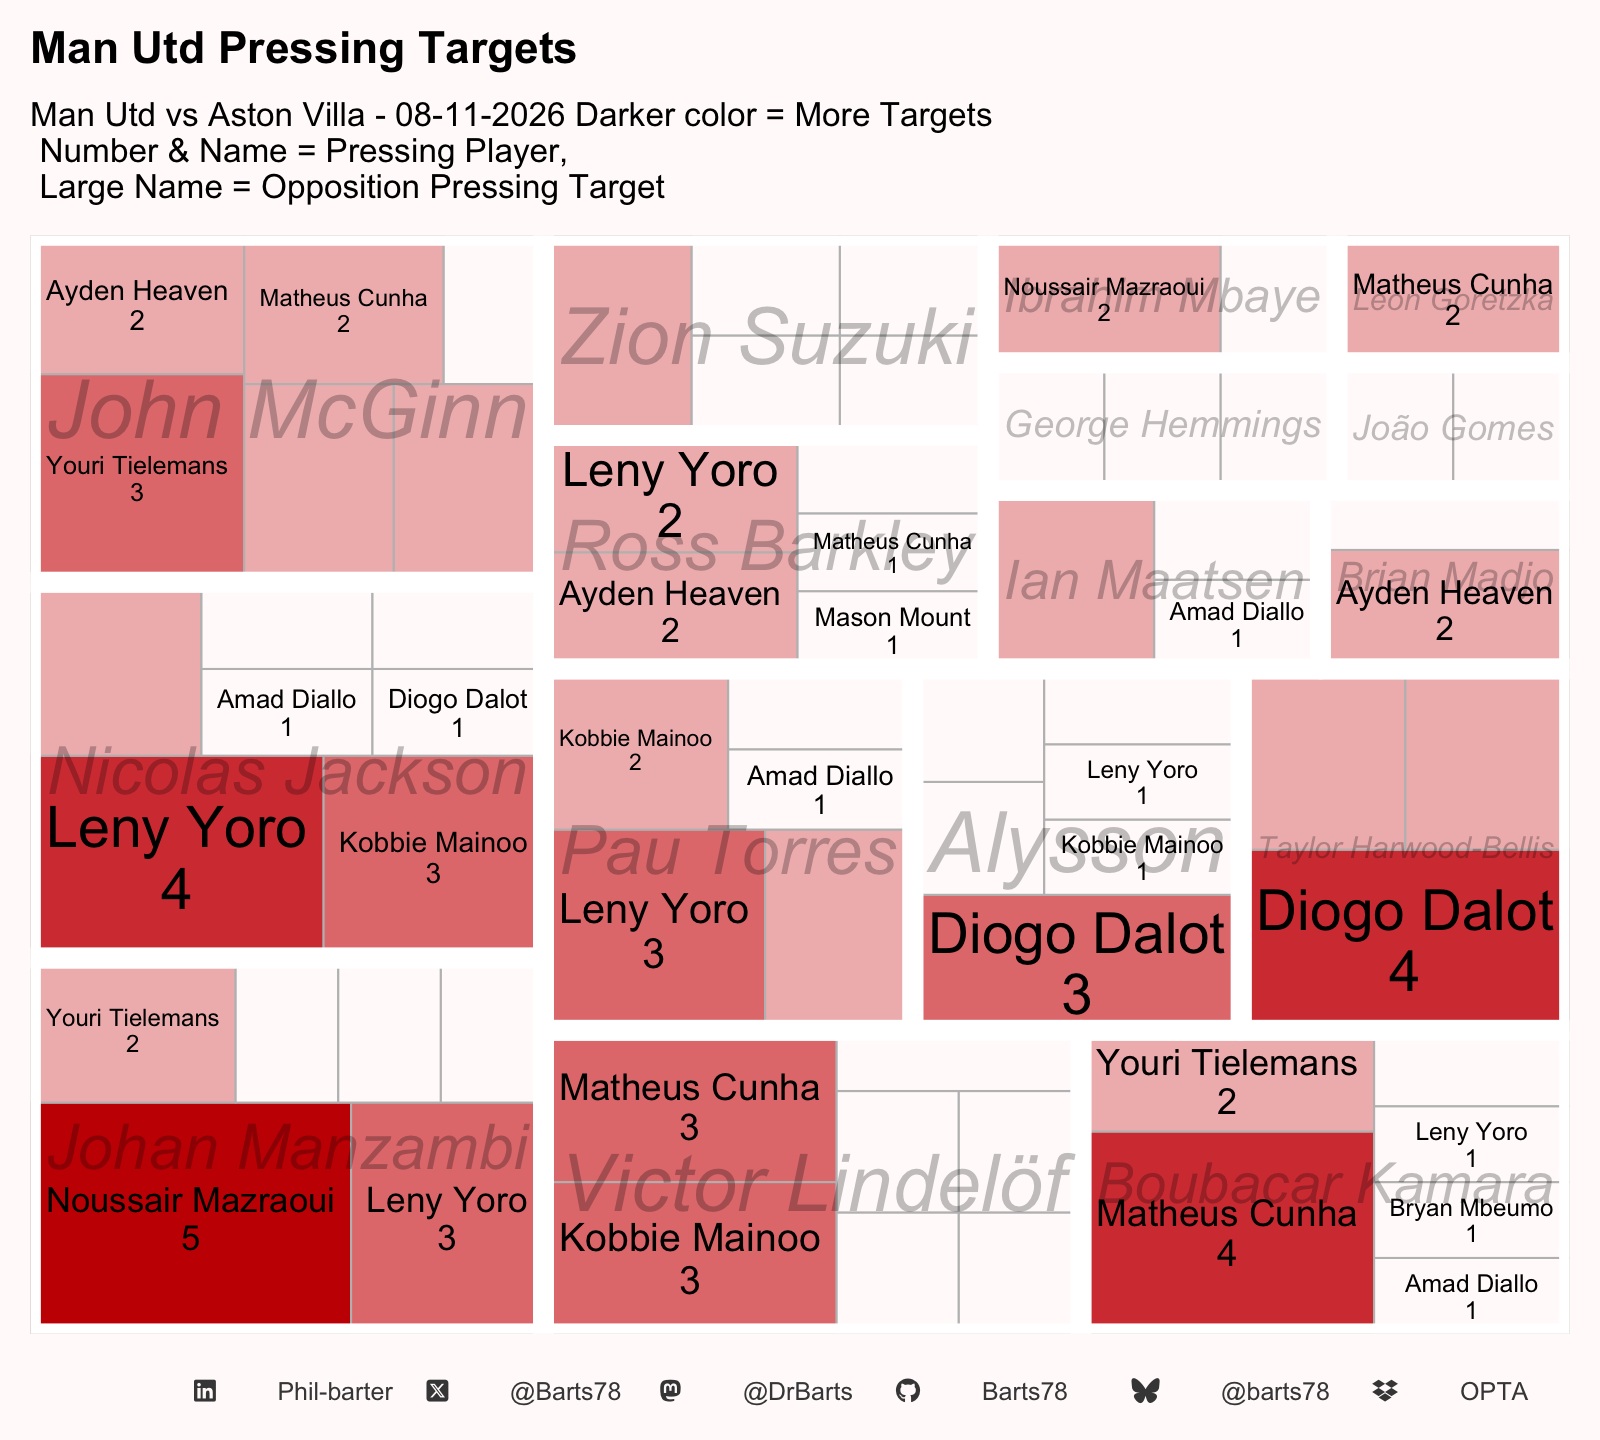 Man Utd Pressing Targets
Man Utd vs Aston Villa - 08-11-2026 Darker color = More Targets
Number & Name = Pressing Player,
Large Name = Opposition Pressing Target
Ayden Heaven
2
Matheus Cunha
2
John McGinn
Youri Tielemans
3
Zion Suzuki
Noussair Mazraoui
2
Ibrahim Mbaye
Matheus Cunha
2
Leon Goretzka
George Hemmings
João Gomes
Leny Yoro
2
Ross Barkley
Matheus Cunha
1
Ayden Heaven
2
Mason Mount
1
Ian Maatsen
Amad Diallo
1
Brian Madjo
Ayden Heaven
2
Amad Diallo
1
Diogo Dalot
1
Nicolas Jackson
Leny Yoro
4
Kobbie Mainoo
3
Kobbie Mainoo
2
Amad Diallo
1
Pau Torres
Leny Yoro
3
Leny Yoro
1
Alysson
Kobbie Mainoo
1
Diogo Dalot
3
Taylor Harwood-Bellis
Diogo Dalot
4
Youri Tielemans
2
Johan Manzambi
Noussair Mazraoui
5
Leny Yoro
3
Matheus Cunha
3
Victor Lindelöf
Kobbie Mainoo
3
Youri Tielemans
2
Leny Yoro
1
Boubacar Kamara
Matheus Cunha
4
Bryan Mbeumo
1
Amad Diallo
1
Phil-barter @Barts78 @DrBarts Barts78 @barts78 OPTA